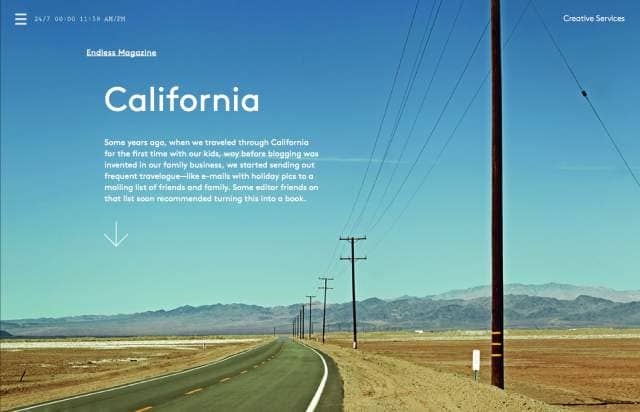 24/7 00:00 11:59 AM/PM
Creative Services
Endless Magazine
California
Some years ago, when we traveled through California
for the first time with our kids, way before blogging was
invented in our family business, we started sending out
frequent travelogue—like e-mails with holiday pics to a
mailing list of friends and family. Some editor friends on
that list soon recommended turning this into a book.